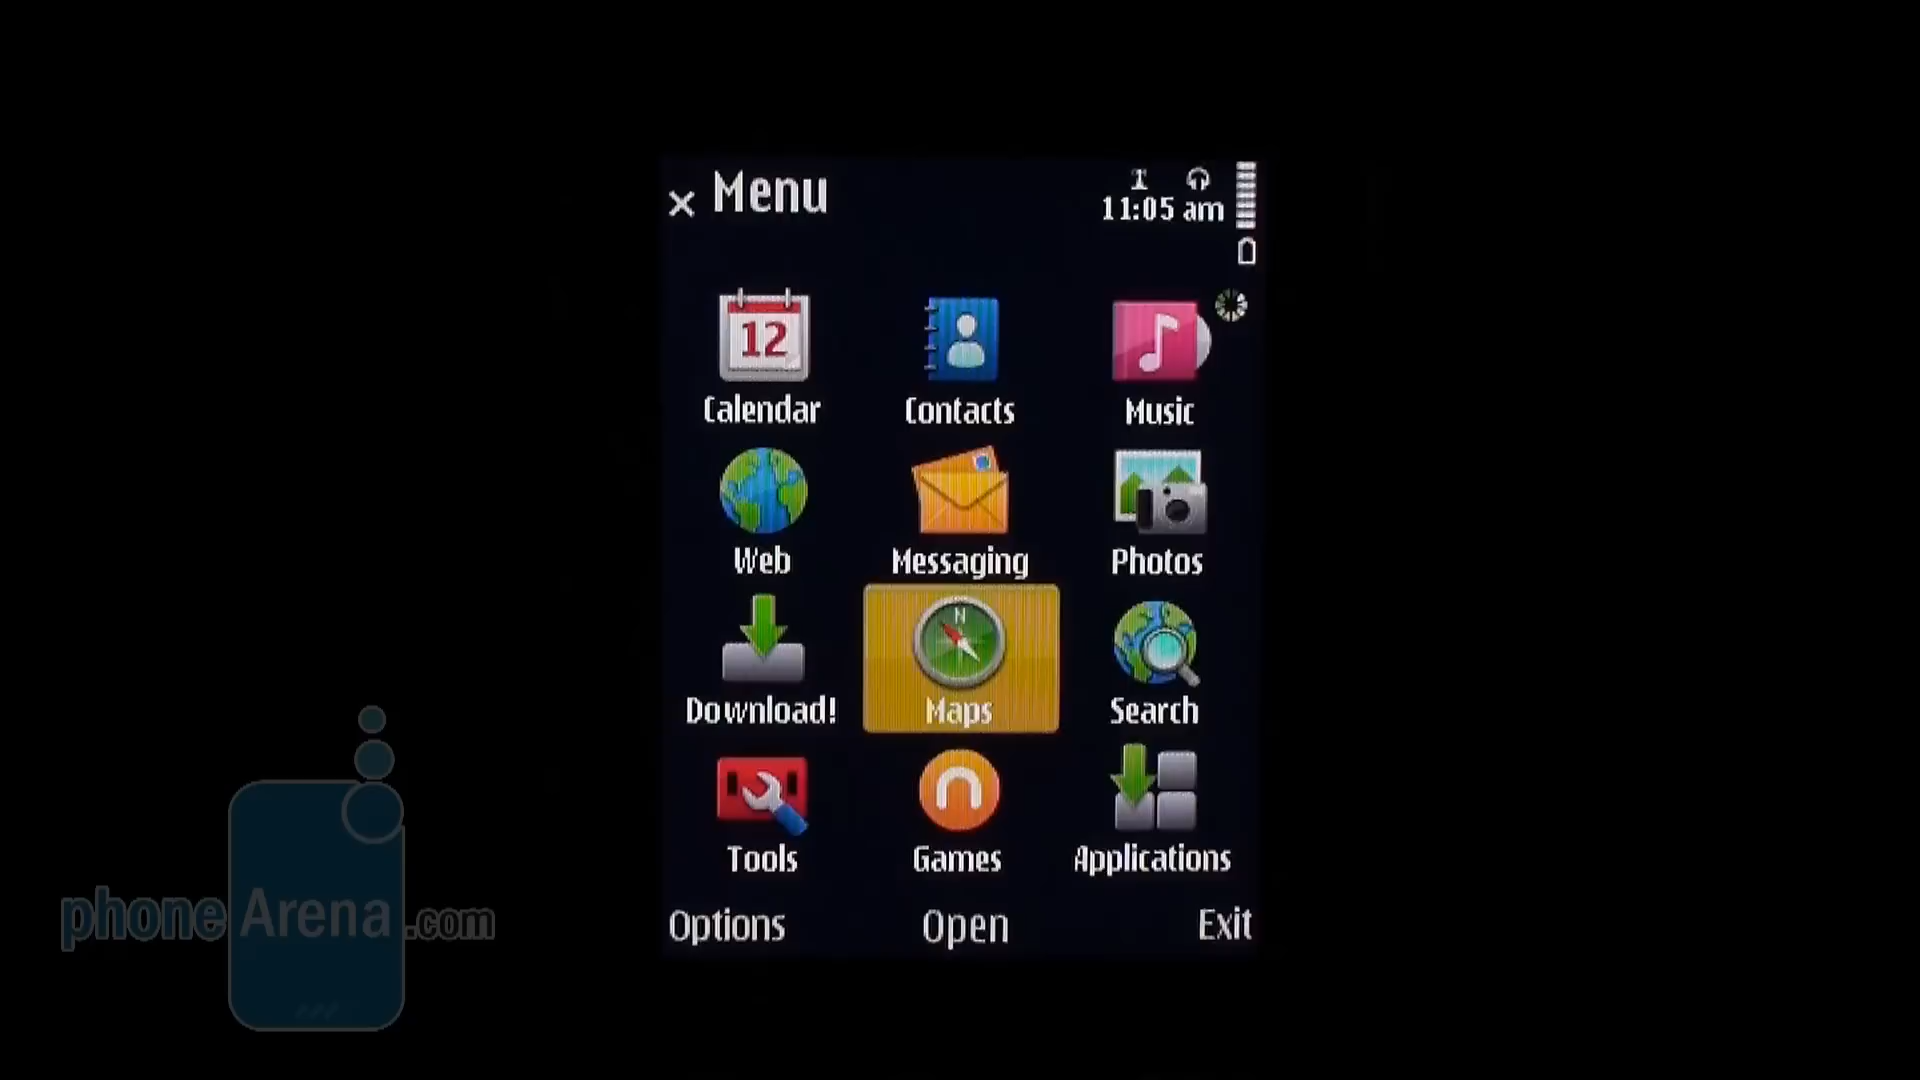 Menu
11:05 am
12
Calendar
Contacts
Music
Web
Messaging
Photos
N
Download!
Maps
Search
Tools
Games
Applications
Options
Open
Exit
phoneArena.com